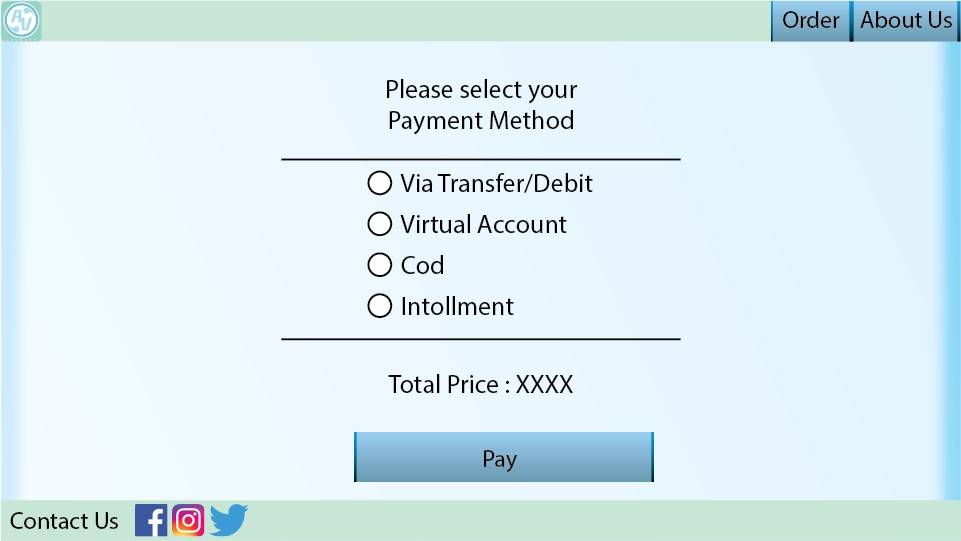 AV
Order
About Us
Please select your
Payment Method
Via Transfer/Debit
Virtual Account
Cod
Intollment
Total Price : XXXX
Pay
Contact Us